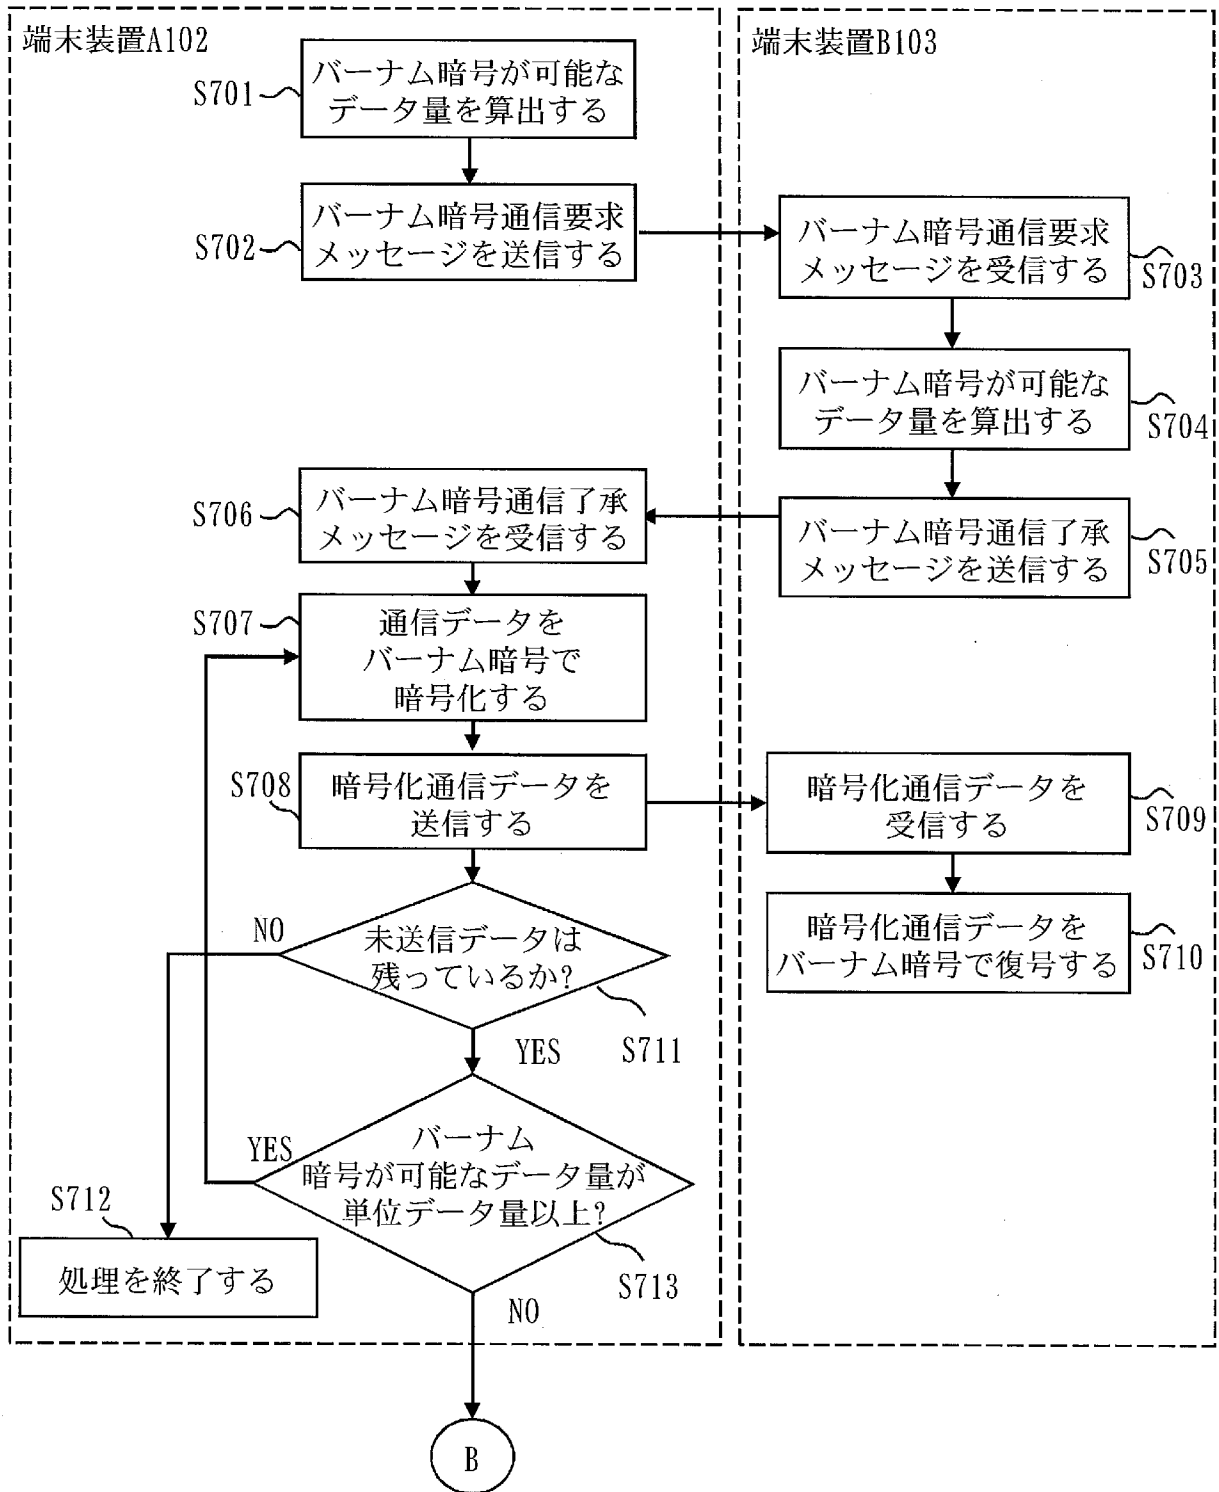 端末装置A102
S701
バーナム暗号が可能な
データ量を算出する
S702
バーナム暗号通信要求
メッセージを送信する
端末装置B103
バーナム暗号通信要求
メッセージを受信する
S703
バーナム暗号が可能な
データ量を算出する
S704
バーナム暗号通信了承
メッセージを送信する
S705
S706
バーナム暗号通信了承
メッセージを受信する
S707
通信データを
バーナム暗号で
暗号化する
S708
暗号化通信データを
送信する
暗号化通信データを
受信する
S709
暗号化通信データを
バーナム暗号で復号する
S710
NO
未送信データは
残っているか?
S711
YES
YES
バーナム
暗号が可能なデータ量が
単位データ量以上?
S713
S712
処理を終了する
NO
B